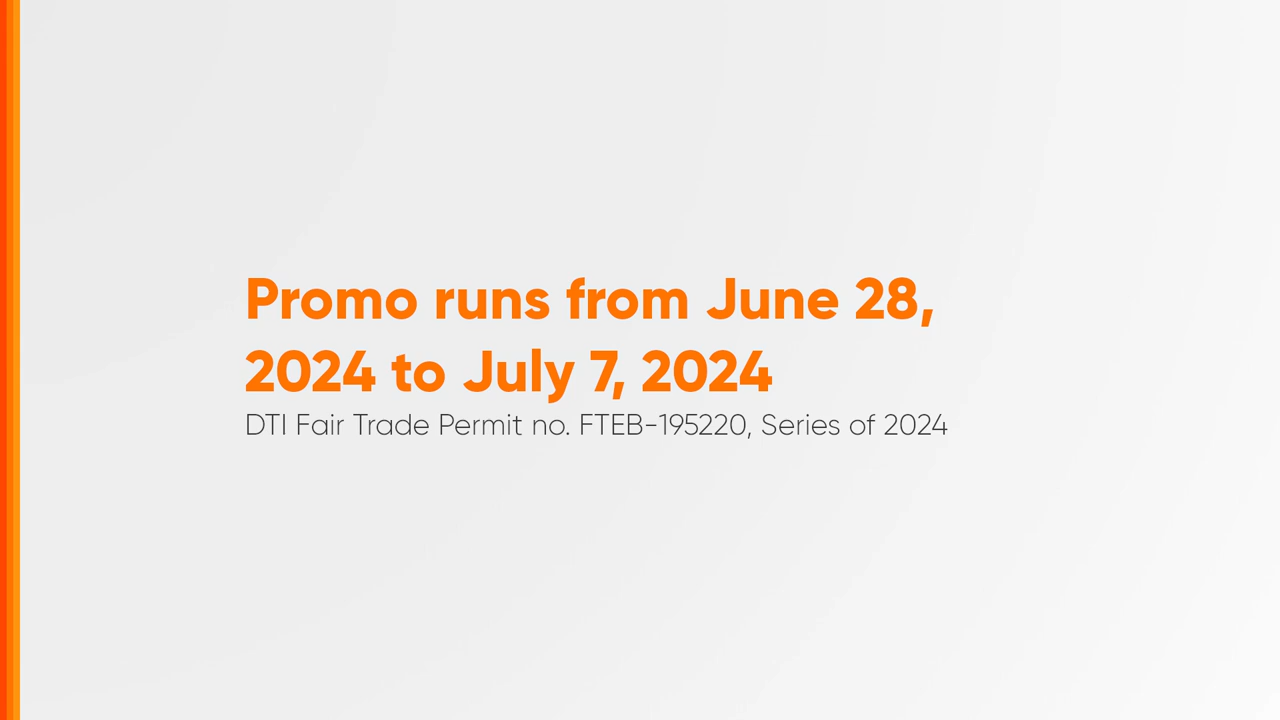 Promo runs from June 28,
2024 to July 7, 2024
DTI Fair Trade Permit no. FTEB-195220, Series of 2024